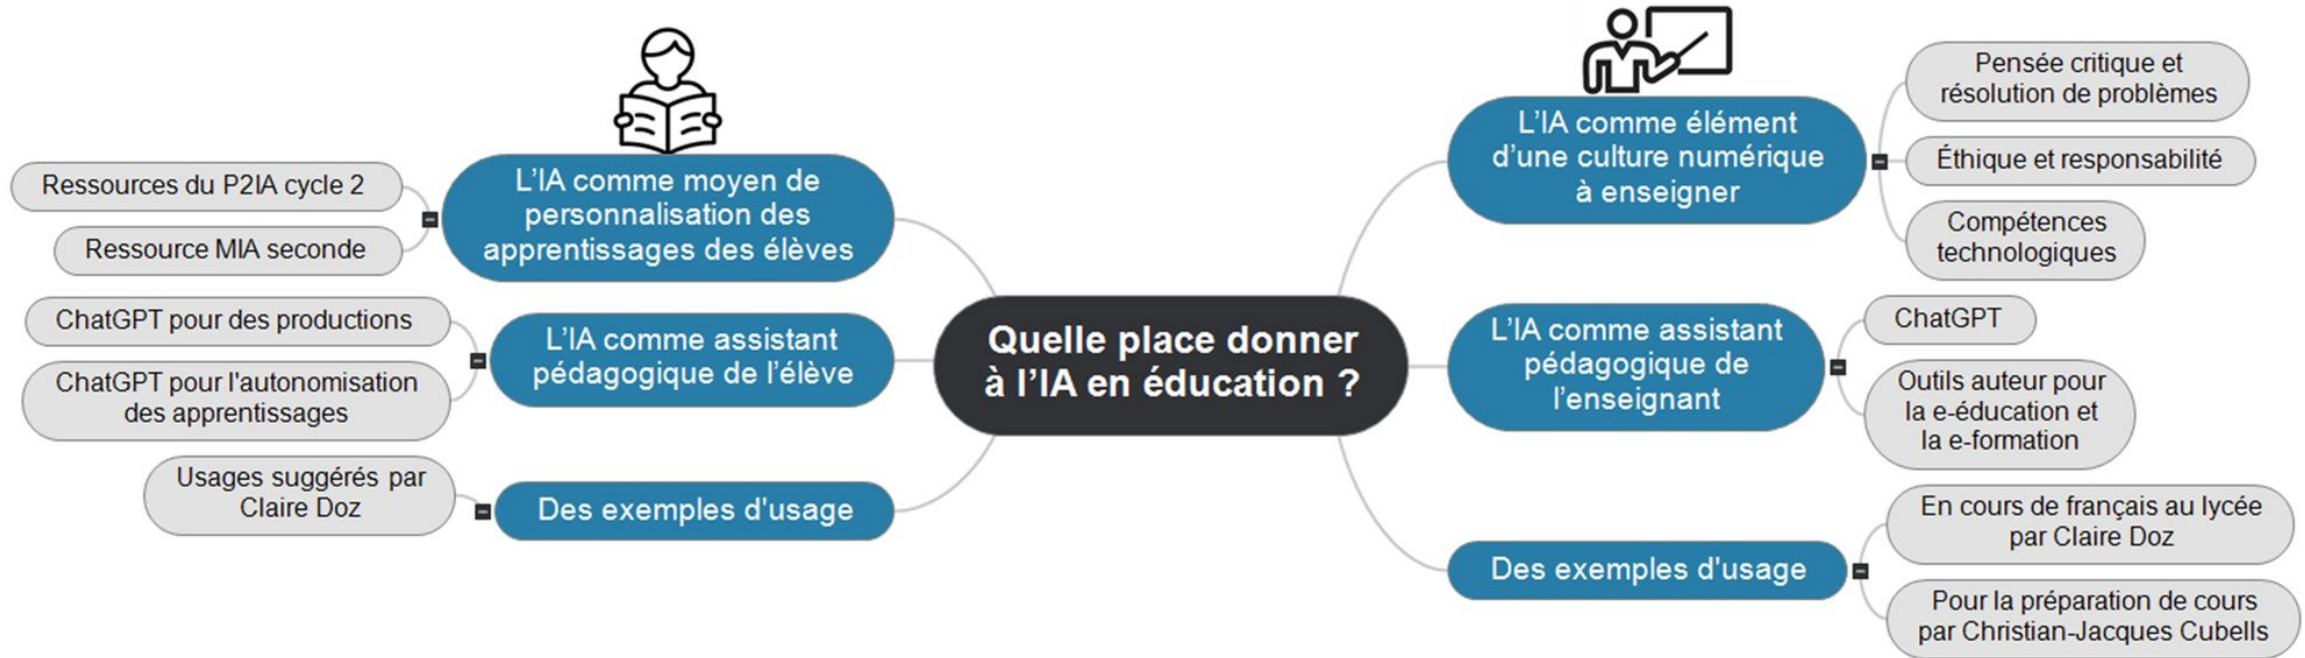 Quelle place donner
à l’IA en éducation ?
L’IA comme moyen de
personnalisation des
apprentissages des élèves
Ressources du P2IA cycle 2
Ressource MIA seconde
L’IA comme assistant
pédagogique de l’élève
ChatGPT pour des productions
ChatGPT pour l'autonomisation
des apprentissages
Des exemples d'usage
Usages suggérés par
Claire Doz
L’IA comme élément
d’une culture numérique
à enseigner
Pensée critique et
résolution de problèmes
Éthique et responsabilité
Compétences
technologiques
L’IA comme assistant
pédagogique de
l’enseignant
ChatGPT
Outils auteur pour
la e-éducation et
la e-formation
Des exemples d'usage
En cours de français au lycée
par Claire Doz
Pour la préparation de cours
par Christian-Jacques Cubells